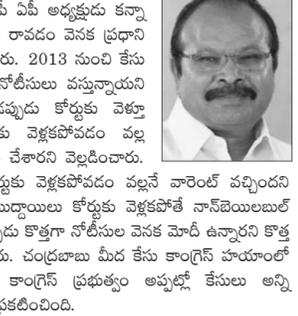 పీ ఏపీ అధ్యక్షుడు కన్నా
రావడం వెనక ప్రధాని
రు. 2013 నుంచి కేసు
నోటీసులు వస్తున్నాయని
డప్పుడు కోర్టుకు వెళ్తూ
కు వెళ్లకపోవడం వల్ల
చేశారని వెల్లడించారు.
ర్టుకు వెళ్లకపోవడం వల్లనే వారెంట్ వచ్చిందని
ముద్దాయిలు కోర్టుకు వెళ్లకపోతే నాన్‌బెయిలబుల్
ప్పుడు కొత్తగా నోటీసుల వెనక మోదీ ఉన్నారని కొత్త
రు. చంద్రబాబు మీద కేసు కాంగ్రెస్ హయాంలో
కాంగ్రెస్ ప్రభుత్వం అప్పట్లో కేసులు అన్ని
ప్రకటించింది.